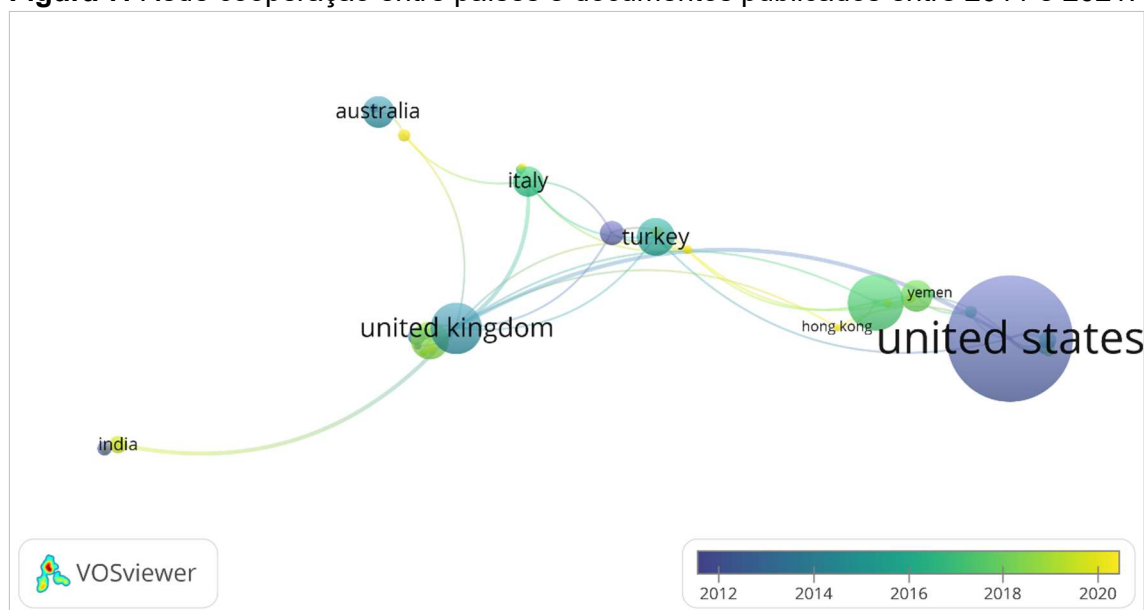 australia
italy
turkey
yemen
united kingdom
hong kong
united states
india
VOSviewer
2012 2014 2016 2018 2020